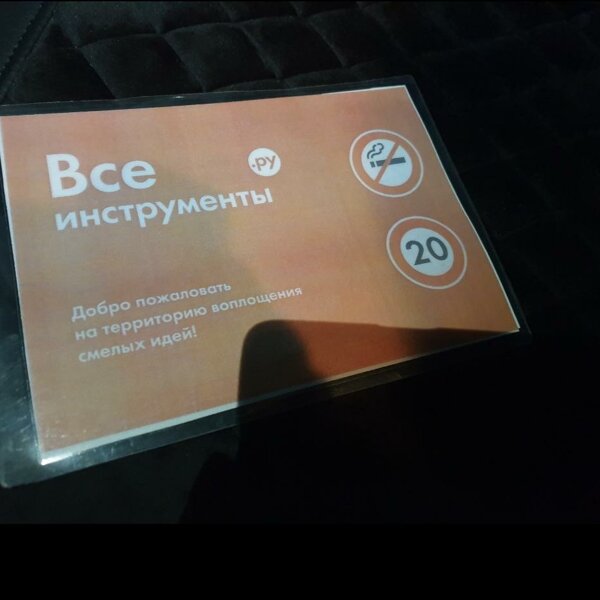 Все .ру
инструменты
20
Добро пожаловать
на территорию воплощения
смелых идей!